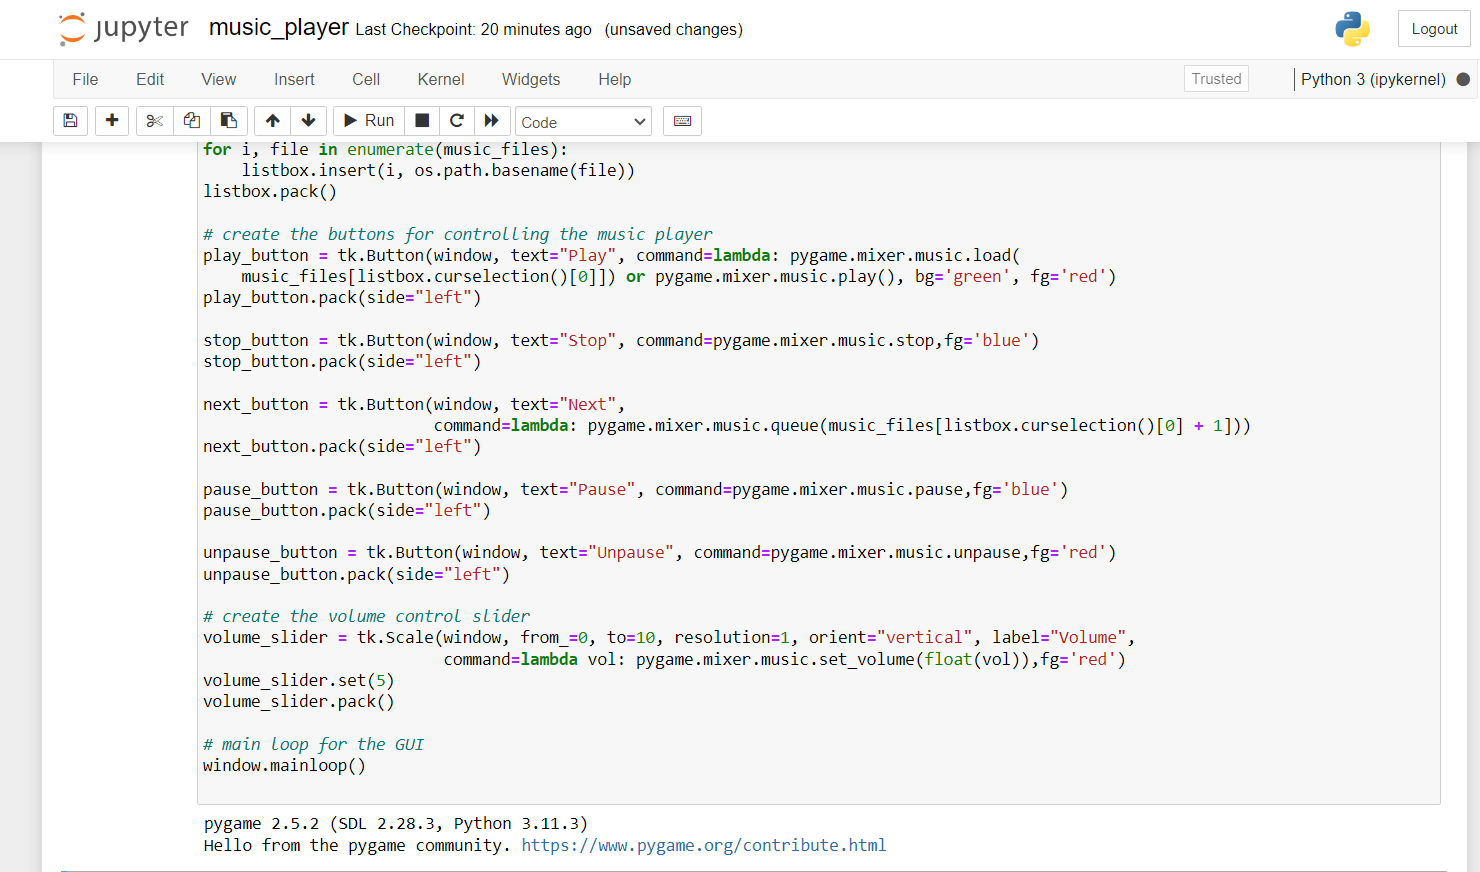 jupyter music_player Last Checkpoint: 20 minutes ago (unsaved changes) Logout
File Edit View Insert Cell Kernel Widgets Help Trusted Python 3 (ipykernel)
Run Code
for i, file in enumerate(music_files):
    listbox.insert(i, os.path.basename(file))
listbox.pack()
# create the buttons for controlling the music player
play_button = tk.Button(window, text="Play", command=lambda: pygame.mixer.music.load(
    music_files[listbox.curselection()[0]]) or pygame.mixer.music.play(), bg='green', fg='red')
play_button.pack(side="left")
stop_button = tk.Button(window, text="Stop", command=pygame.mixer.music.stop,fg='blue')
stop_button.pack(side="left")
next_button = tk.Button(window, text="Next",
                        command=lambda: pygame.mixer.music.queue(music_files[listbox.curselection()[0] + 1]))
next_button.pack(side="left")
pause_button = tk.Button(window, text="Pause", command=pygame.mixer.music.pause,fg='blue')
pause_button.pack(side="left")
unpause_button = tk.Button(window, text="Unpause", command=pygame.mixer.music.unpause,fg='red')
unpause_button.pack(side="left")
# create the volume control slider
volume_slider = tk.Scale(window, from_=0, to=10, resolution=1, orient="vertical", label="Volume",
                         command=lambda vol: pygame.mixer.music.set_volume(float(vol)),fg='red')
volume_slider.set(5)
volume_slider.pack()
# main loop for the GUI
window.mainloop()
pygame 2.5.2 (SDL 2.28.3, Python 3.11.3)
Hello from the pygame community. https://www.pygame.org/contribute.html